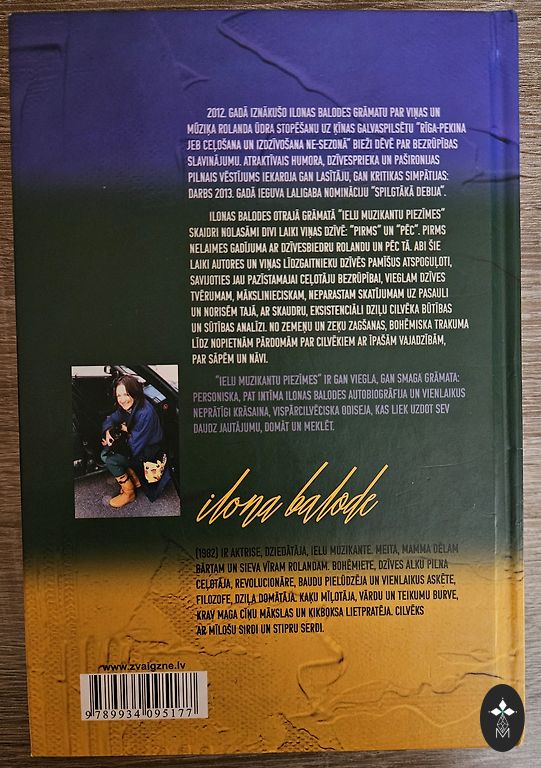 2012. GADĀ IZNĀKUŠO ILONAS BALODES GRĀMATU PAR VIŅAS UN
MŪZIĶA ROLANDA ŪDRA STOPĒŠANU UZ ĶĪNAS GALVASPILSĒTU "RĪGA-PEKINA
JEB CEĻOŠANA UN IZDZĪVOŠANA NE-SEZONĀ" BIEŽI DĒVĒ PAR BEZRŪPĪBAS
SLAVINĀJUMU. ATRAKTĪVAIS HUMORA, DZĪVESPRIEKA UN PAŠIRONIJAS
PILNAIS VĒSTĪJUMS IEKAROJA GAN LASĪTĀJU, GAN KRITIKAS SIMPĀTIJAS:
DARBS 2013. GADĀ IEGUVA LALIGABA NOMINĀCIJU "SPILGTĀKĀ DEBIJA".
ILONAS BALODES OTRAJĀ GRĀMATĀ "IELU MUZIKANTU PIEZĪMES"
SKAIDRI NOLASĀMI DIVI LAIKI VIŅAS DZĪVĒ: "PIRMS" UN "PĒC". PIRMS
NELAIMES GADĪJUMA AR DZĪVESBIEDRU ROLANDU UN PĒC TĀ. ABI ŠIE
LAIKI AUTORES UN VIŅAS LĪDZGAITNIEKU DZĪVĒS PAMĪŠUS ATSPOGUĻOTI,
SAVIJOTIES JAU PAZĪSTAMAJAI CEĻOTĀJU BEZRŪPĪBAI, VIEGLAM DZĪVES
TVĒRUMAM, MĀKSLINIECISKAM, NEPARASTAM SKATĪJUMAM UZ PASAULI
UN NORISĒM TAJĀ, AR SKAUDRU, EKSISTENCIĀLI DZIĻU CILVĒKA BŪTĪBAS
UN SŪTĪBAS ANALĪZI. NO ZEMEŅU UN ZEĶU ZAGŠANAS, BOHĒMISKA TRAKUMA
LĪDZ NOPIETNĀM PĀRDOMĀM PAR CILVĒKIEM AR ĪPAŠĀM VAJADZĪBĀM,
PAR SĀPĒM UN NĀVI.
"IELU MUZIKANTU PIEZĪMES" IR GAN VIEGLA, GAN SMAGA GRĀMATA:
PERSONISKA, PAT INTĪMA ILONAS BALODES AUTOBIOGRĀFIJA UN VIENLAIKUS
NEPRĀTĪGI KRĀSAINA, VISPĀRCILVĒCISKA ODISEJA, KAS LIEK UZDOT SEV
DAUDZ JAUTĀJUMU, DOMĀT UN MEKLĒT.
ilona balode
(1982) IR AKTRISE, DZIEDĀTĀJA, IELU MUZIKANTE. MEITA, MAMMA DĒLAM
BĀRTAM UN SIEVA VĪRAM ROLANDAM. BOHĒMIETE, DZĪVES ALKU PILNA
CEĻOTĀJA, REVOLUCIONĀRE, BAUDU PIELŪDZĒJA UN VIENLAIKUS ASKĒTE,
FILOZOFE, DZIĻA DOMĀTĀJA. KAĶU MĪĻOTĀJA, VĀRDU UN TEIKUMU BURVE,
KRAV MAGA CĪŅU MĀKSLAS UN KIKBOKSA LIETPRATĒJA. CILVĒKS
AR MĪLOŠU SIRDI UN STIPRU SERDI.
www.zvaigzne.lv
9 789934 095177
M